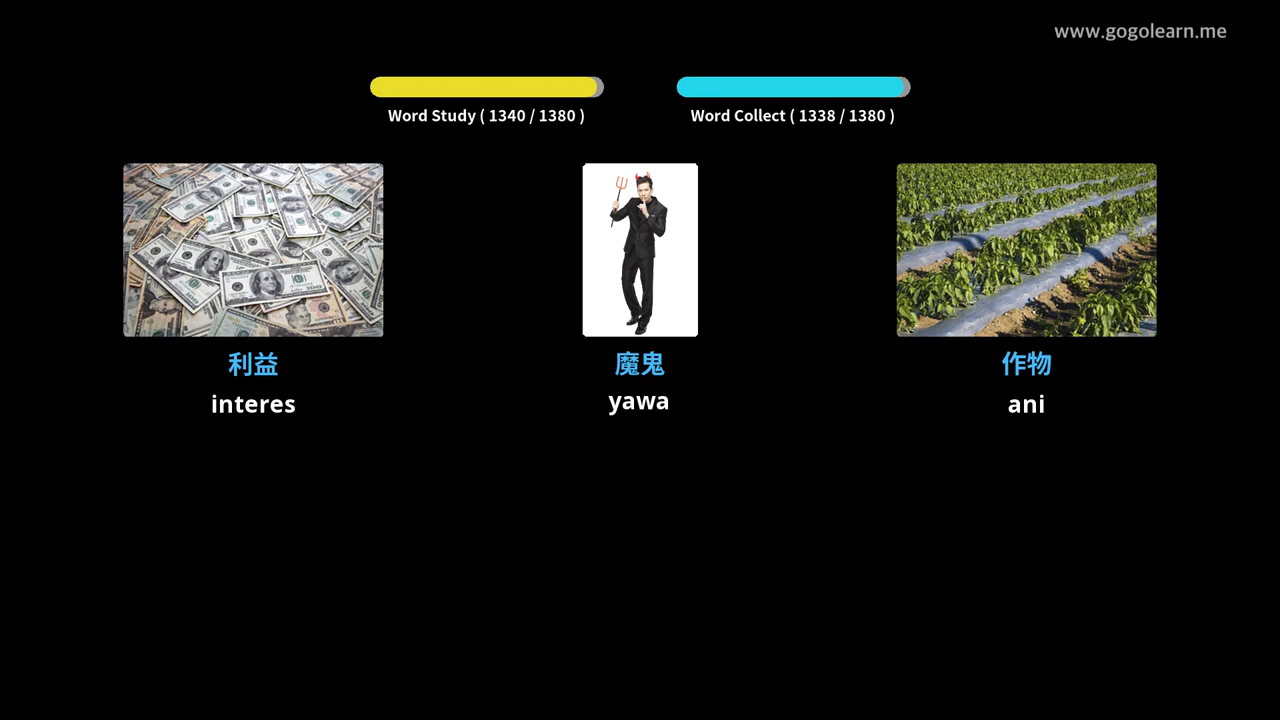 www.gogolearn.me
Word Study ( 1340 / 1380 )
Word Collect ( 1338 / 1380 )
利益
魔鬼
作物
interes
yawa
ani